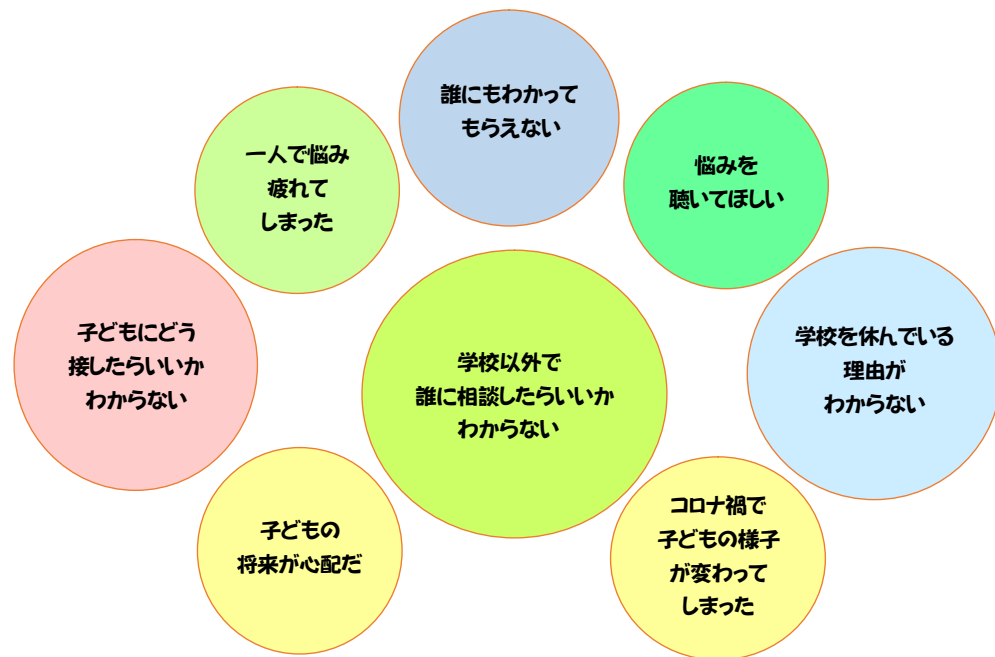 誰にもわかって
もらえない
一人で悩み
疲れて
しまった
悩みを
聴いてほしい
子どもにどう
接したらいいか
わからない
学校以外で
誰に相談したらいいか
わからない
学校を休んでいる
理由が
わからない
子どもの
将来が心配だ
コロナ禍で
子どもの様子
が変わって
しまった